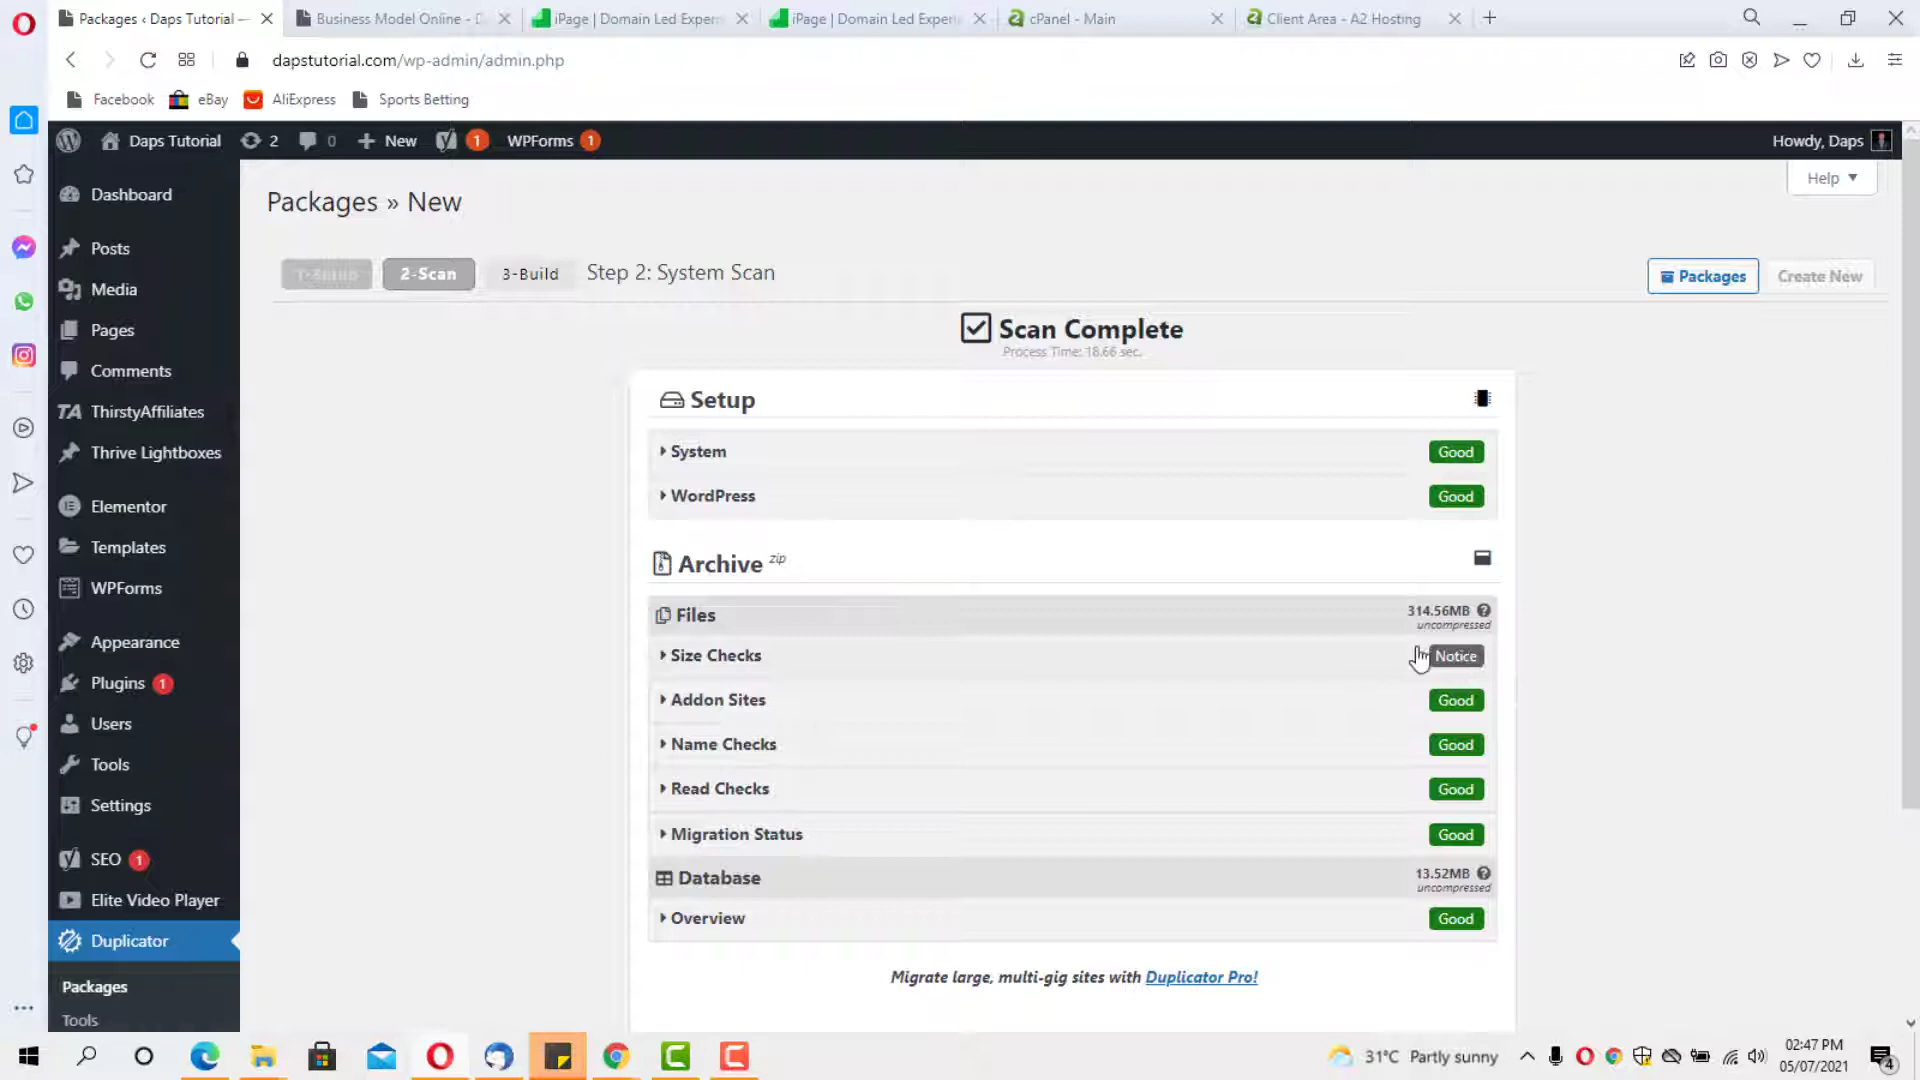 Packages ‹ Daps Tutorial —
Business Model Online - D
iPage | Domain Led Exper
iPage | Domain Led Experi
cPanel - Main
Client Area - A2 Hosting
dapstutorial.com/wp-admin/admin.php
Facebook
eBay
AliExpress
Sports Betting
Daps Tutorial
2
0
New
1
WPForms 1
Howdy, Daps
Help
Dashboard
Posts
Media
Pages
Comments
TA ThirstyAffiliates
Thrive Lightboxes
Elementor
Templates
WPForms
Appearance
Plugins 1
Users
Tools
Settings
SEO 1
Elite Video Player
Duplicator
Packages
Tools
Packages » New
1-Setup
2-Scan
3-Build
Step 2: System Scan
Packages
Create New
Scan Complete
Process Time: 18.66 sec.
Setup
System Good
WordPress Good
Archive zip
Files 314.56MB
uncompressed
Size Checks Notice
Addon Sites Good
Name Checks Good
Read Checks Good
Migration Status Good
Database 13.52MB
uncompressed
Overview Good
Migrate large, multi-gig sites with Duplicator Pro!
31°C Partly sunny
02:47 PM
05/07/2021
4